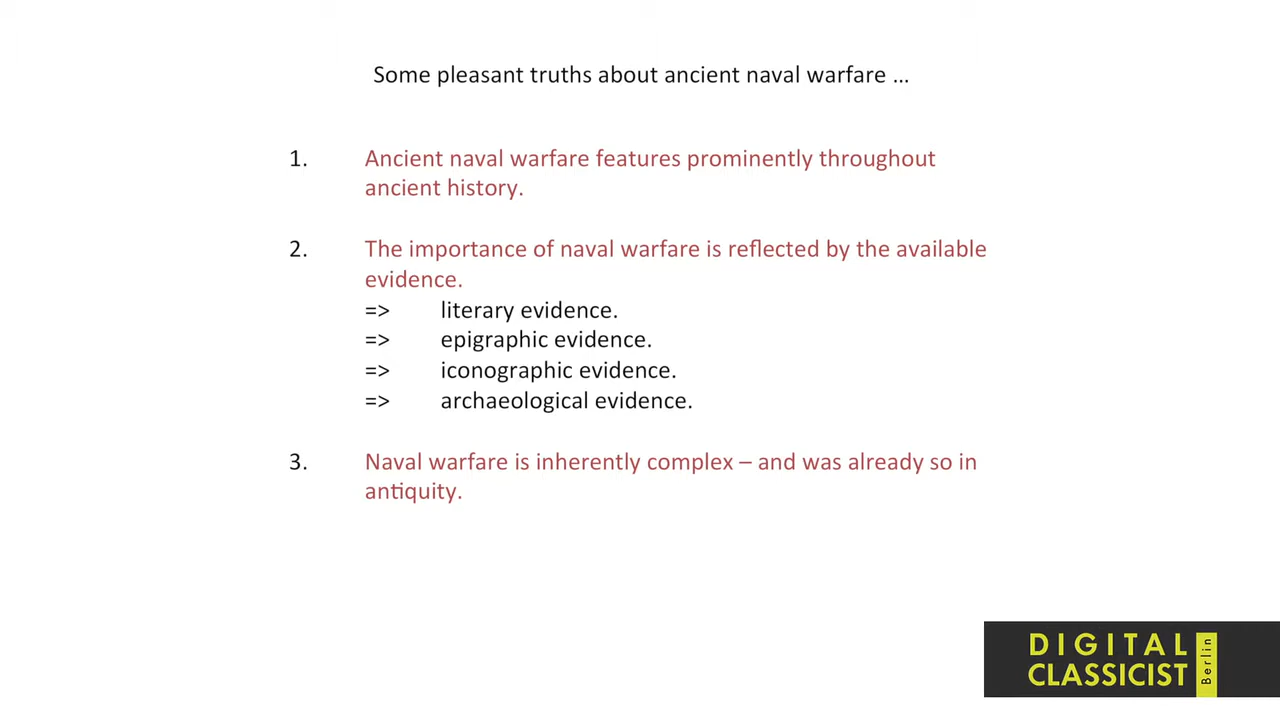 Some pleasant truths about ancient naval warfare ...
1. Ancient naval warfare features prominently throughout
ancient history.
2. The importance of naval warfare is reflected by the available
evidence.
=> literary evidence.
=> epigraphic evidence.
=> iconographic evidence.
=> archaeological evidence.
3. Naval warfare is inherently complex – and was already so in
antiquity.
DIGITAL
CLASSICIST
Berlin